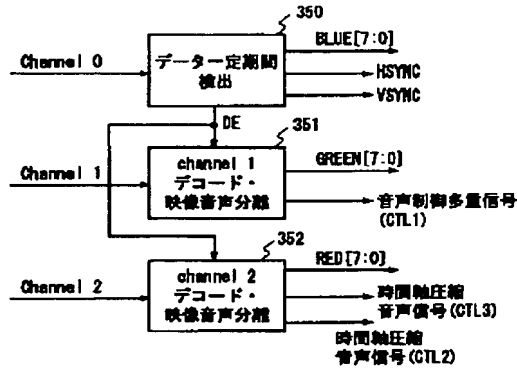 350
Channel 0
データー定期間
検出
BLUE[7:0]
HSYNC
VSYNC
DE
351
Channel 1
channel 1
デコード・
映像音声分離
GREEN[7:0]
音声制御多量信号
(CTL1)
352
Channel 2
channel 2
デコード・
映像音声分離
RED[7:0]
時間軸圧縮
音声信号(CTL3)
時間軸圧縮
音声信号(CTL2)